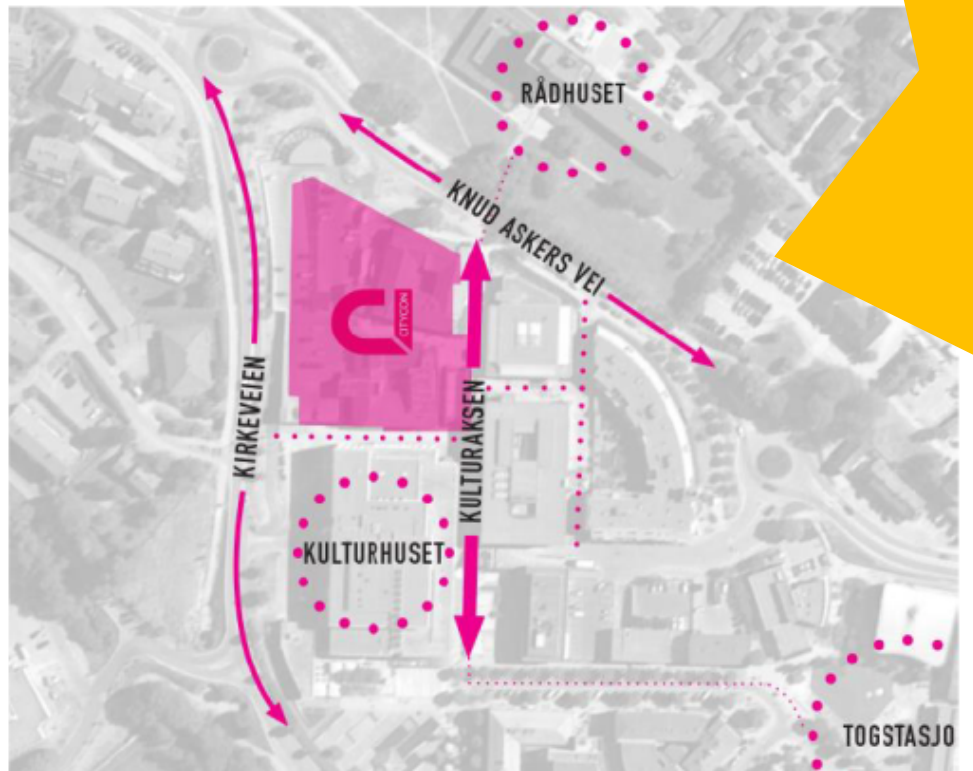 RÅDHUSET
KNUD ASKERS VEI
CITYCON
KIRKEVEIEN
KULTURAKSEN
KULTURHUSET
TOGSTASJO